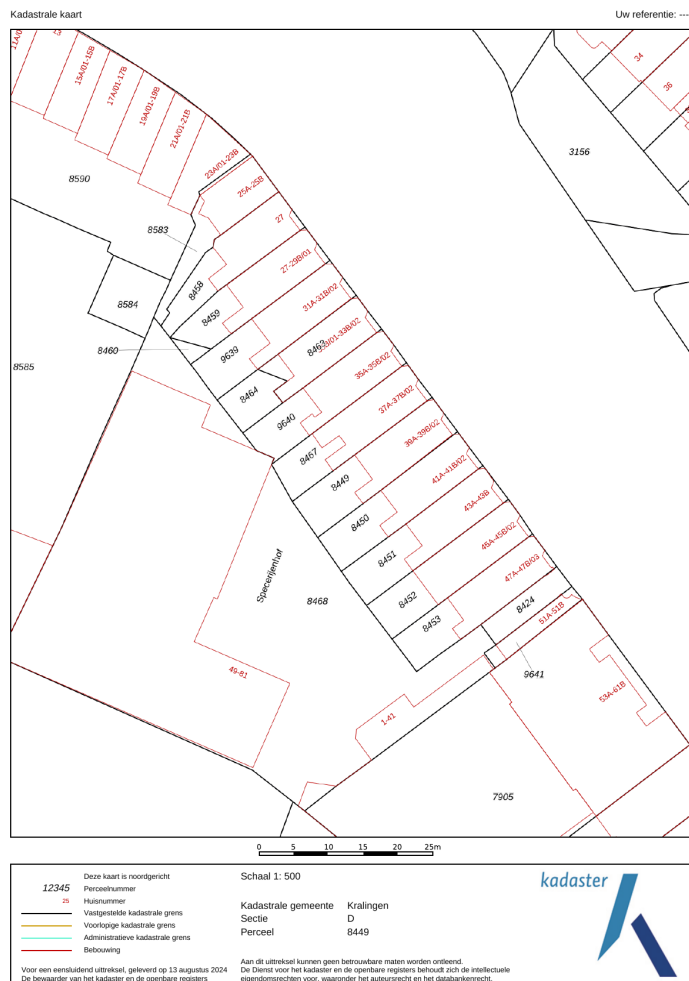 Kadastrale kaart
Uw referentie: ---
11A/0
13
15A/01-15B
17A/01-17B
19A/01-19B
21A/01-21B
23A/01-23B
25A-25B
27
27-29B/01
31A-31B/02
35A-35B/02
37A-37B/02
39A-39B/02
41A-41B/02
43A-43B
45A-45B/02
47A-47B/03
51A-51B
53A-61B
34
36
3156
8590
8583
8584
8458
8459
8460
8585
9639
8463
8464
9640
8467
8449
8450
8451
8452
8453
8424
9641
Specerijenhof
8468
49-81
1-41
7905
0 5 10 15 20 25m
Deze kaart is noordgericht
12345 Perceelnummer
25 Huisnummer
Vastgestelde kadastrale grens
Voorlopige kadastrale grens
Administratieve kadastrale grens
Bebouwing
Voor een eensluidend uittreksel, geleverd op 13 augustus 2024
De bewaarder van het kadaster en de openbare registers
Schaal 1: 500
Kadastrale gemeente Kralingen
Sectie D
Perceel 8449
Aan dit uittreksel kunnen geen betrouwbare maten worden ontleend.
De Dienst voor het kadaster en de openbare registers behoudt zich de intellectuele
eigendomsrechten voor, waaronder het auteursrecht en het databankenrecht.
kadaster